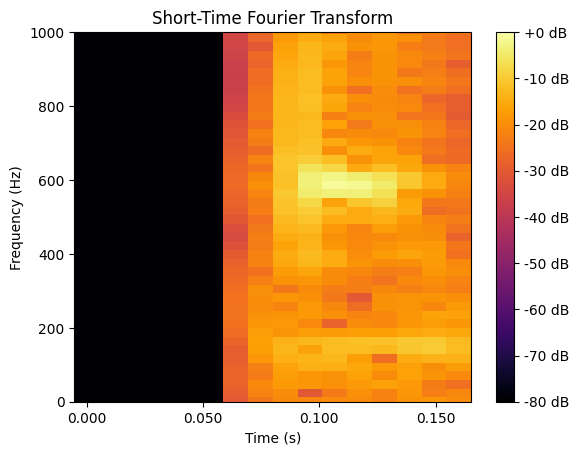 Short-Time Fourier Transform
1000
800
600
400
200
0
Frequency (Hz)
0.000
0.050
0.100
0.150
Time (s)
+0 dB
-10 dB
-20 dB
-30 dB
-40 dB
-50 dB
-60 dB
-70 dB
-80 dB